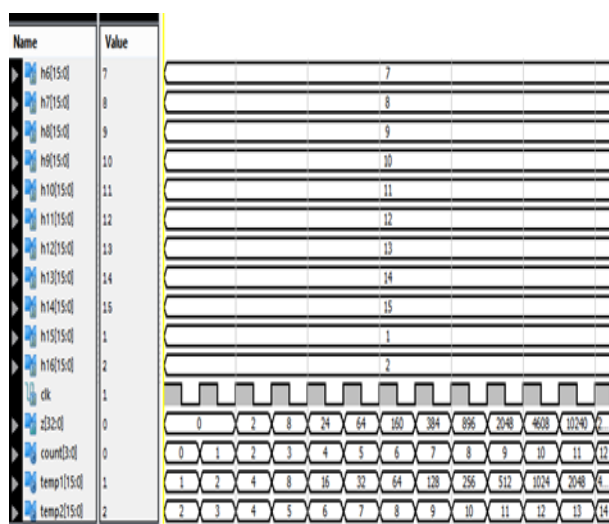 Name Value
h6[15:0] 7 7
h7[15:0] 8 8
h8[15:0] 9 9
h9[15:0] 10 10
h10[15:0] 11 11
h11[15:0] 12 12
h12[15:0] 13 13
h13[15:0] 14 14
h14[15:0] 15 15
h15[15:0] 1 1
h16[15:0] 2 2
clk 1
z[32:0] 0 0 2 8 24 64 160 384 896 2048 4608 10240 2...
count[3:0] 0 0 1 2 3 4 5 6 7 8 9 10 11 12
temp1[15:0] 1 1 2 4 8 16 32 64 128 256 512 1024 2048 4...
temp2[15:0] 2 2 3 4 5 6 7 8 9 10 11 12 13 14